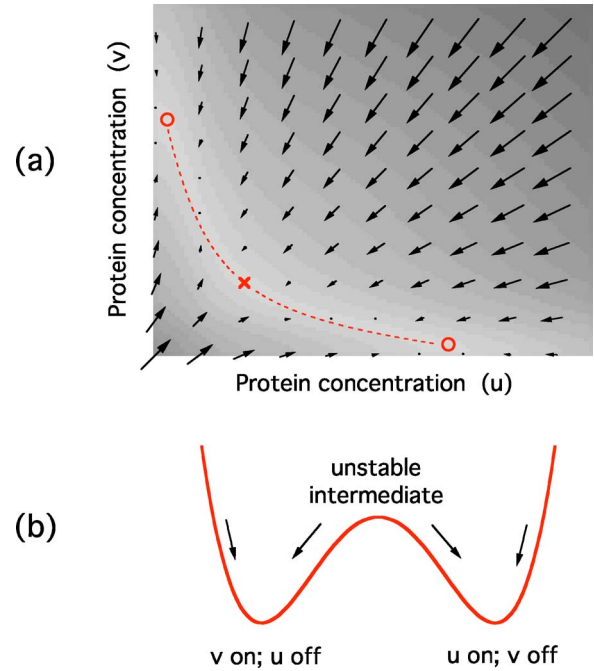 (a)
Protein concentration (v)
Protein concentration (u)
(b)
unstable
intermediate
v on; u off
u on; v off